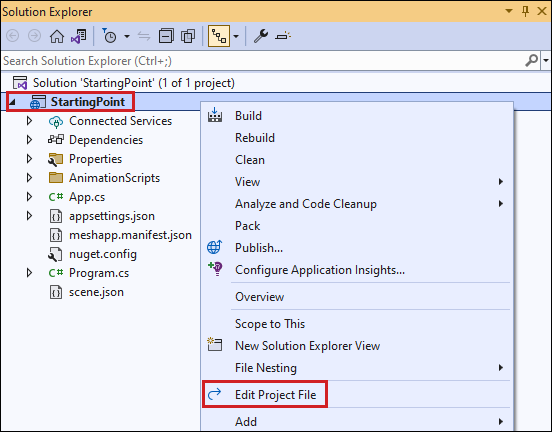 Solution Explorer
Search Solution Explorer (Ctrl+;)
Solution 'StartingPoint' (1 of 1 project)
StartingPoint
Connected Services
Dependencies
Properties
AnimationScripts
C# App.cs
appsettings.json
meshapp.manifest.json
nuget.config
C# Program.cs
scene.json
Build
Rebuild
Clean
View
Analyze and Code Cleanup
Pack
Publish...
Configure Application Insights...
Overview
Scope to This
New Solution Explorer View
File Nesting
Edit Project File
Add